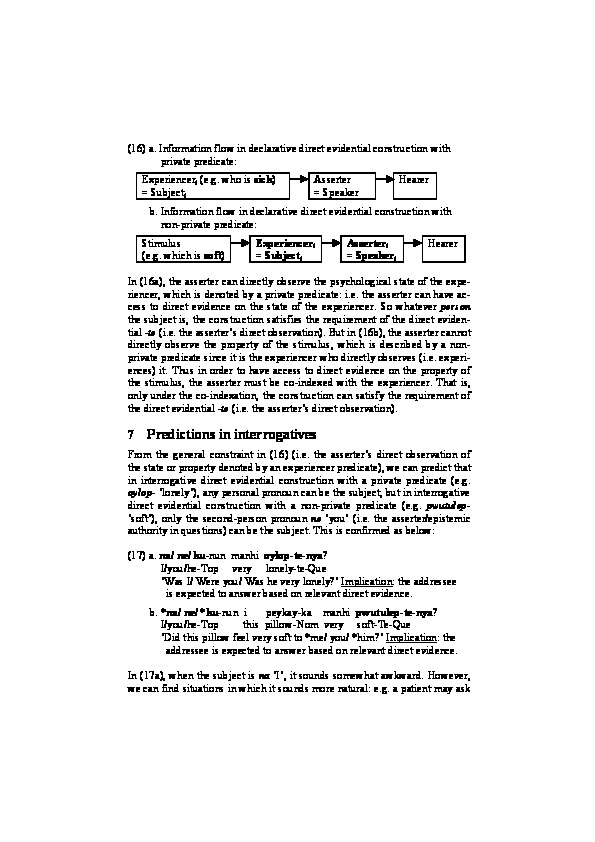 (16) a. Information flow in declarative direct evidential construction with
private predicate:
Experiencerᵢ (e.g. who is sick) Asserter Hearer
= Subjectᵢ = Speaker
b. Information flow in declarative direct evidential construction with
non-private predicate:
Stimulus Experiencerᵢ Asserterᵢ Hearer
(e.g. which is soft) = Subjectᵢ = Speakerᵢ
In (16a), the asserter can directly observe the psychological state of the expe-
riencer, which is denoted by a private predicate: i.e. the asserter can have ac-
cess to direct evidence on the state of the experiencer. So whatever person
the subject is, the construction satisfies the requirement of the direct eviden-
tial -te (i.e. the asserter's direct observation). But in (16b), the asserter cannot
directly observe the property of the stimulus, which is described by a non-
private predicate since it is the experiencer who directly observes (i.e. experi-
ences) it. Thus in order to have access to direct evidence on the property of
the stimulus, the asserter must be co-indexed with the experiencer. That is,
only under the co-indexation, the construction can satisfy the requirement of
the direct evidential -te (i.e. the asserter's direct observation).
7 Predictions in interrogatives
From the general constraint in (16) (i.e. the asserter's direct observation of
the state or property denoted by an experiencer predicate), we can predict that
in interrogative direct evidential construction with a private predicate (e.g.
oylop- 'lonely'), any personal pronoun can be the subject, but in interrogative
direct evidential construction with a non-private predicate (e.g. pwutulep-
'soft'), only the second-person pronoun ne 'you' (i.e. the asserter/epistemic
authority in questions) can be the subject. This is confirmed as below:
(17) a. na/ ne/ ku-nun manhi oylop-te-nya?
I/you/he-Top very lonely-te-Que
'Was I/ Were you/ Was he very lonely?' Implication: the addressee
is expected to answer based on relevant direct evidence.
b. *na/ ne/ *ku-nun i peykay-ka manhi pwutulep-te-nya?
I/you/he-Top this pillow-Nom very soft-Te-Que
'Did this pillow feel very soft to *me/ you/ *him?' Implication: the
addressee is expected to answer based on relevant direct evidence.
In (17a), when the subject is na 'I', it sounds somewhat awkward. However,
we can find situations in which it sounds more natural: e.g. a patient may ask